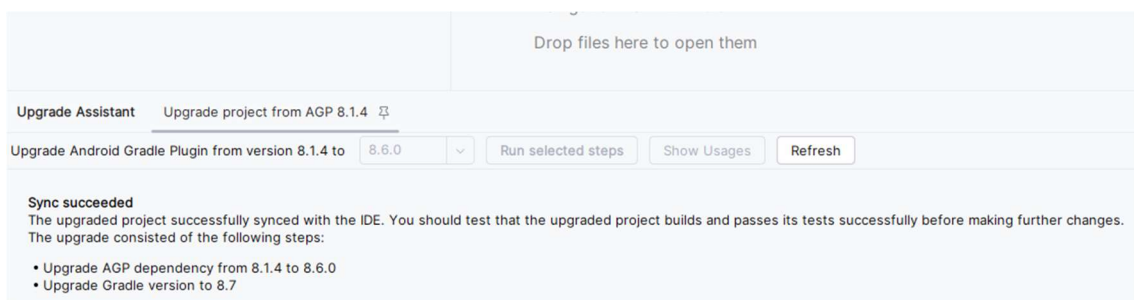 Drop files here to open them
Upgrade Assistant Upgrade project from AGP 8.1.4
Upgrade Android Gradle Plugin from version 8.1.4 to 8.6.0 Run selected steps Show Usages Refresh
Sync succeeded
The upgraded project successfully synced with the IDE. You should test that the upgraded project builds and passes its tests successfully before making further changes.
The upgrade consisted of the following steps:
• Upgrade AGP dependency from 8.1.4 to 8.6.0
• Upgrade Gradle version to 8.7